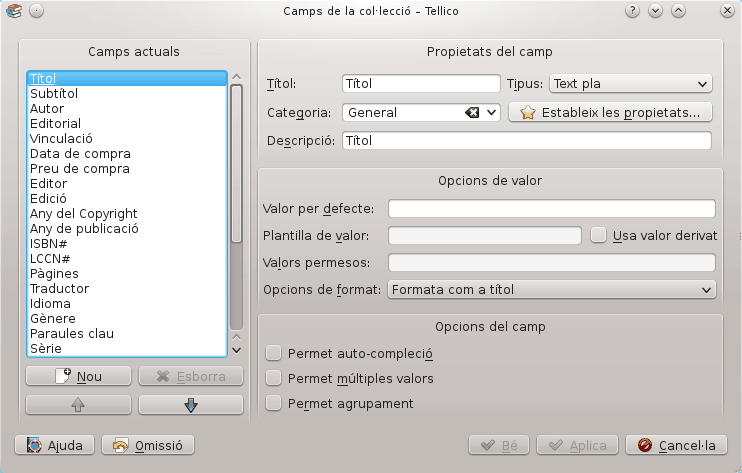 Camps de la col·lecció – Tellico
Camps actuals
Títol
Subtítol
Autor
Editorial
Vinculació
Data de compra
Preu de compra
Editor
Edició
Any del Copyright
Any de publicació
ISBN#
LCCN#
Pàgines
Traductor
Idioma
Gènere
Paraules clau
Sèrie
Nou
Esborra
Propietats del camp
Títol: Títol Tipus: Text pla
Categoria: General Estableix les propietats...
Descripció: Títol
Opcions de valor
Valor per defecte:
Plantilla de valor: Usa valor derivat
Valors permesos:
Opcions de format: Formata com a títol
Opcions del camp
Permet auto-compleció
Permet múltiples valors
Permet agrupament
Ajuda Omissió Bé Aplica Cancel·la